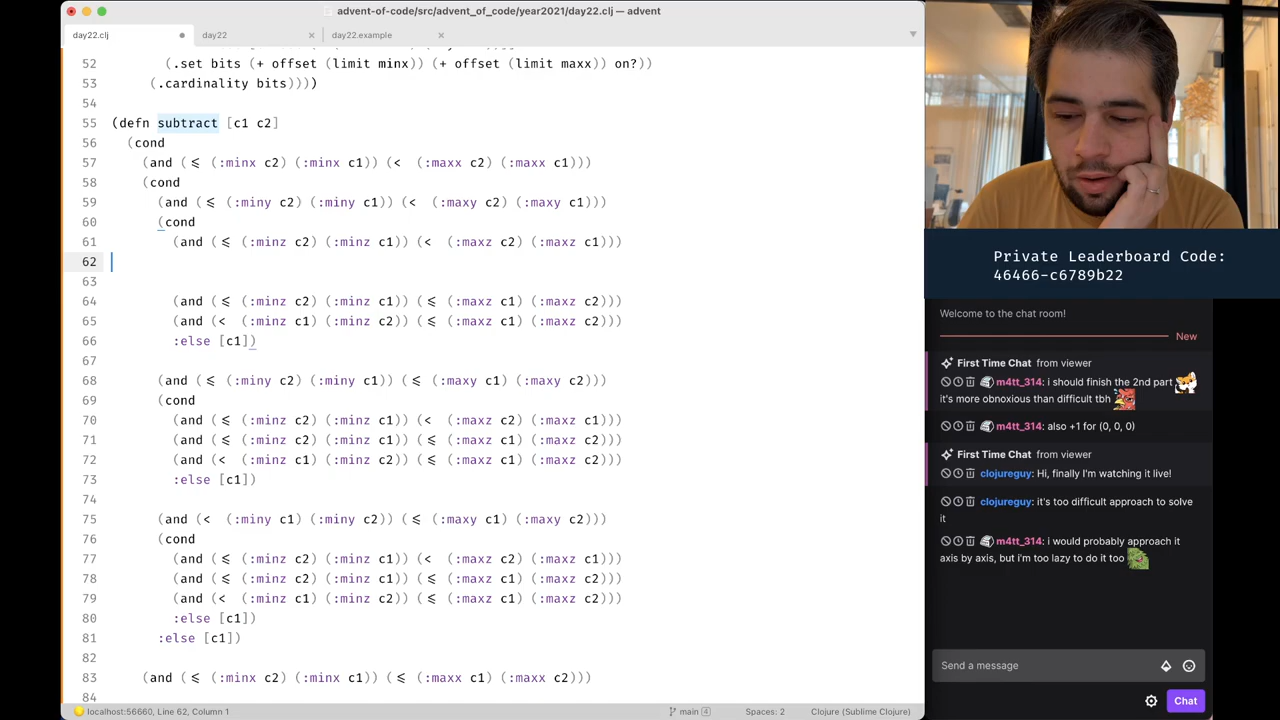 advent-of-code/src/advent_of_code/year2021/day22.clj — advent
day22.clj
day22
day22.example
52 (.set bits (+ offset (limit minx)) (+ offset (limit maxx)) on?))
53 (.cardinality bits))))
54
55 (defn subtract [c1 c2]
56 (cond
57 (and (≤ (:minx c2) (:minx c1)) (< (:maxx c2) (:maxx c1)))
58 (cond
59 (and (≤ (:miny c2) (:miny c1)) (< (:maxy c2) (:maxy c1)))
60 (cond
61 (and (≤ (:minz c2) (:minz c1)) (< (:maxz c2) (:maxz c1)))
62
63
64 (and (≤ (:minz c2) (:minz c1)) (≤ (:maxz c1) (:maxz c2)))
65 (and (< (:minz c1) (:minz c2)) (≤ (:maxz c1) (:maxz c2)))
66 :else [c1])
67
68 (and (≤ (:miny c2) (:miny c1)) (≤ (:maxy c1) (:maxy c2)))
69 (cond
70 (and (≤ (:minz c2) (:minz c1)) (< (:maxz c2) (:maxz c1)))
71 (and (≤ (:minz c2) (:minz c1)) (≤ (:maxz c1) (:maxz c2)))
72 (and (< (:minz c1) (:minz c2)) (≤ (:maxz c1) (:maxz c2)))
73 :else [c1])
74
75 (and (< (:miny c1) (:miny c2)) (≤ (:maxy c1) (:maxy c2)))
76 (cond
77 (and (≤ (:minz c2) (:minz c1)) (< (:maxz c2) (:maxz c1)))
78 (and (≤ (:minz c2) (:minz c1)) (≤ (:maxz c1) (:maxz c2)))
79 (and (< (:minz c1) (:minz c2)) (≤ (:maxz c1) (:maxz c2)))
80 :else [c1])
81 :else [c1])
82
83 (and (≤ (:minx c2) (:minx c1)) (≤ (:maxx c1) (:maxx c2)))
84
localhost:56660, Line 62, Column 1
main 4
Spaces: 2
Clojure (Sublime Clojure)
Private Leaderboard Code:
46466-c6789b22
Welcome to the chat room!
New
First Time Chat from viewer
m4tt_314: i should finish the 2nd part
it's more obnoxious than difficult tbh
m4tt_314: also +1 for (0, 0, 0)
First Time Chat from viewer
clojureguy: Hi, finally I'm watching it live!
clojureguy: it's too difficult approach to solve
it
m4tt_314: i would probably approach it
axis by axis, but i'm too lazy to do it too
Send a message
Chat